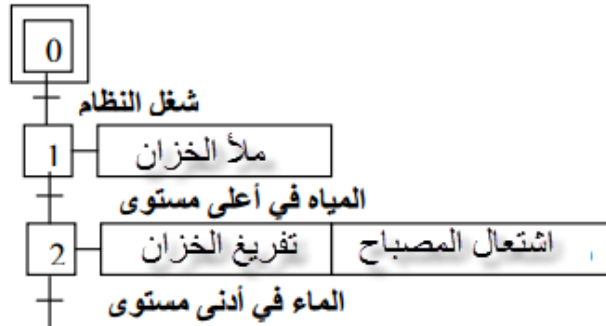 0
شغل النظام
1 ملأ الخزان
المياه في أعلى مستوى
2 تفريغ الخزان اشتعال المصباح
الماء في أدنى مستوى